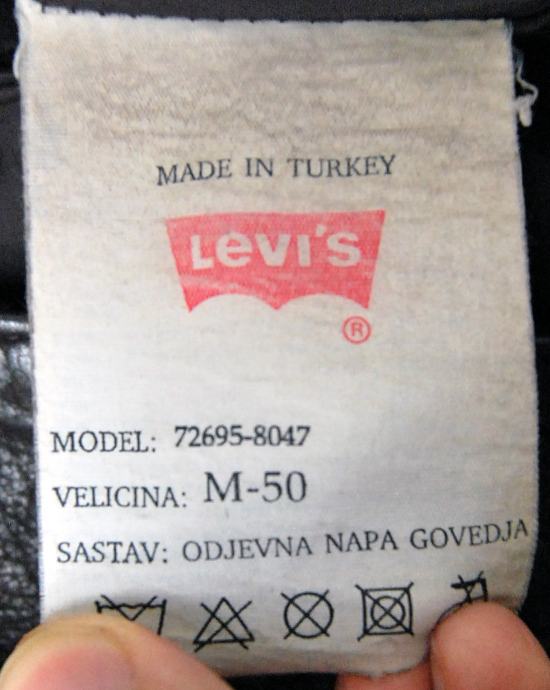 MADE IN TURKEY
Levi's
®
MODEL: 72695-8047
VELICINA: M-50
SASTAV: ODJEVNA NAPA GOVEDJA